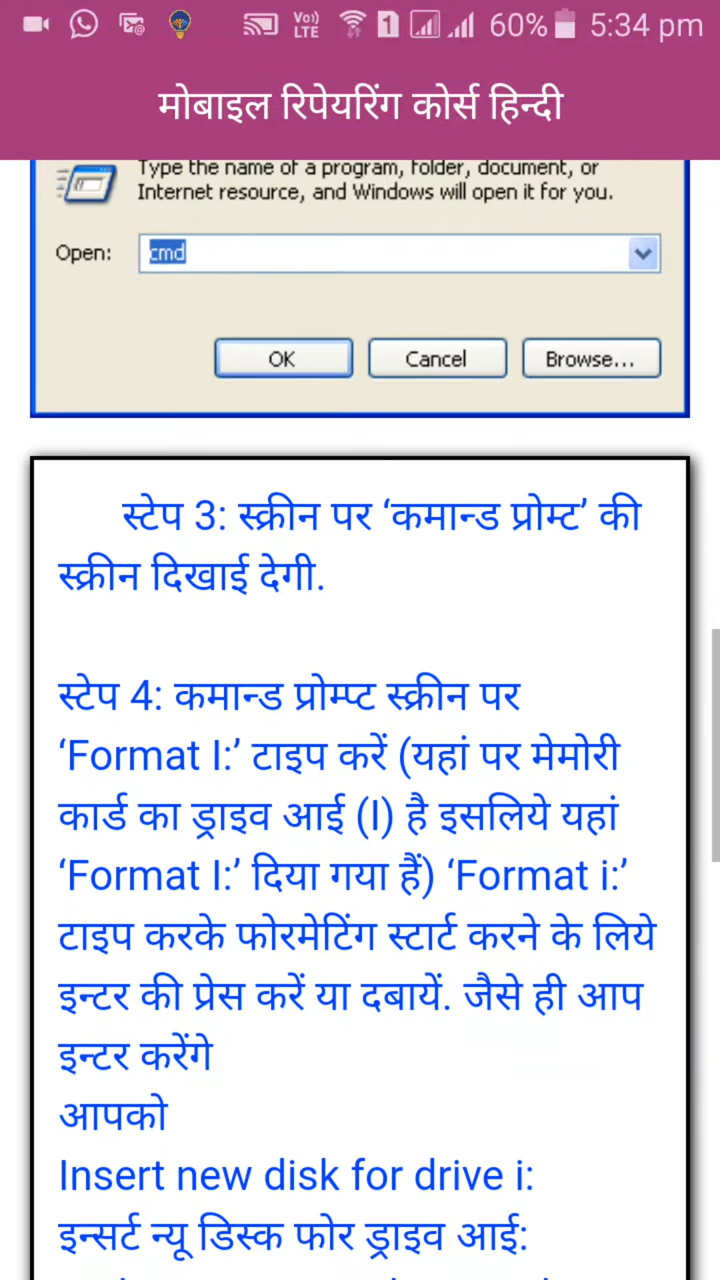 Vo))
LTE
1
60%
5:34 pm
मोबाइल रिपेयरिंग कोर्स हिन्दी
Type the name of a program, folder, document, or
Internet resource, and Windows will open it for you.
Open:
cmd
OK
Cancel
Browse...
स्टेप 3: स्क्रीन पर ‘कमान्ड प्रोम्ट’ की
स्क्रीन दिखाई देगी.
स्टेप 4: कमान्ड प्रोम्प्ट स्क्रीन पर
‘Format I:’ टाइप करें (यहां पर मेमोरी
कार्ड का ड्राइव आई (I) है इसलिये यहां
‘Format I:’ दिया गया हैं) ‘Format i:’
टाइप करके फोरमेटिंग स्टार्ट करने के लिये
इन्टर की प्रेस करें या दबायें. जैसे ही आप
इन्टर करेंगे
आपको
Insert new disk for drive i:
इन्सर्ट न्यू डिस्क फोर ड्राइव आई: